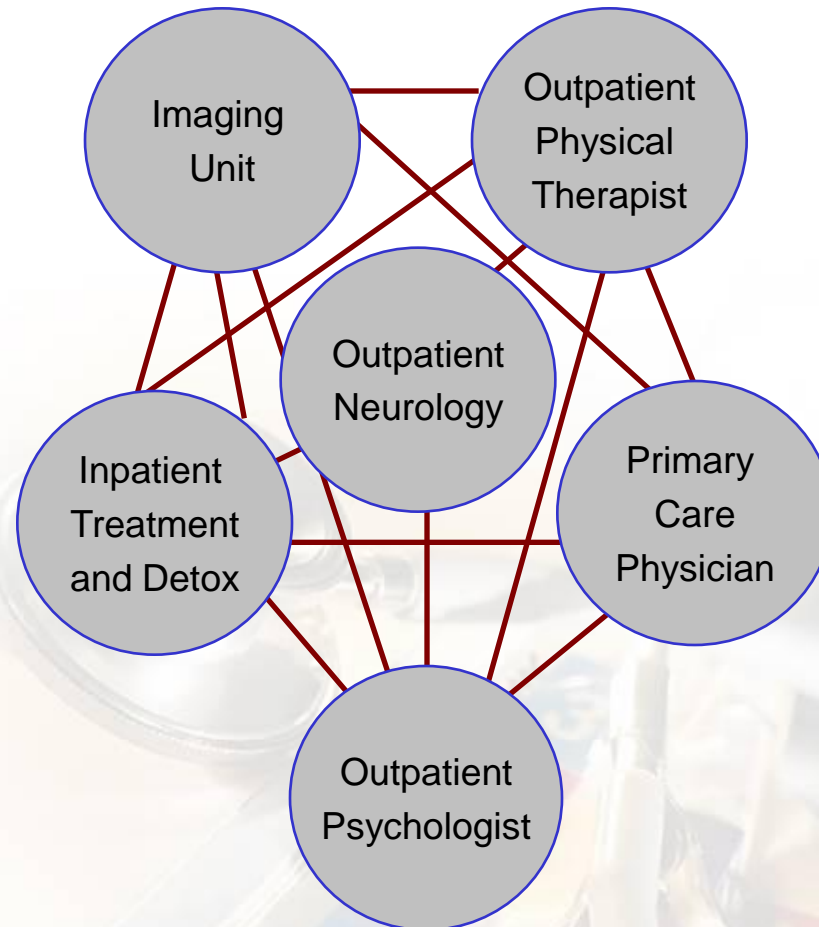 Imaging
Unit
Outpatient
Physical
Therapist
Outpatient
Neurology
Inpatient
Treatment
and Detox
Primary
Care
Physician
Outpatient
Psychologist